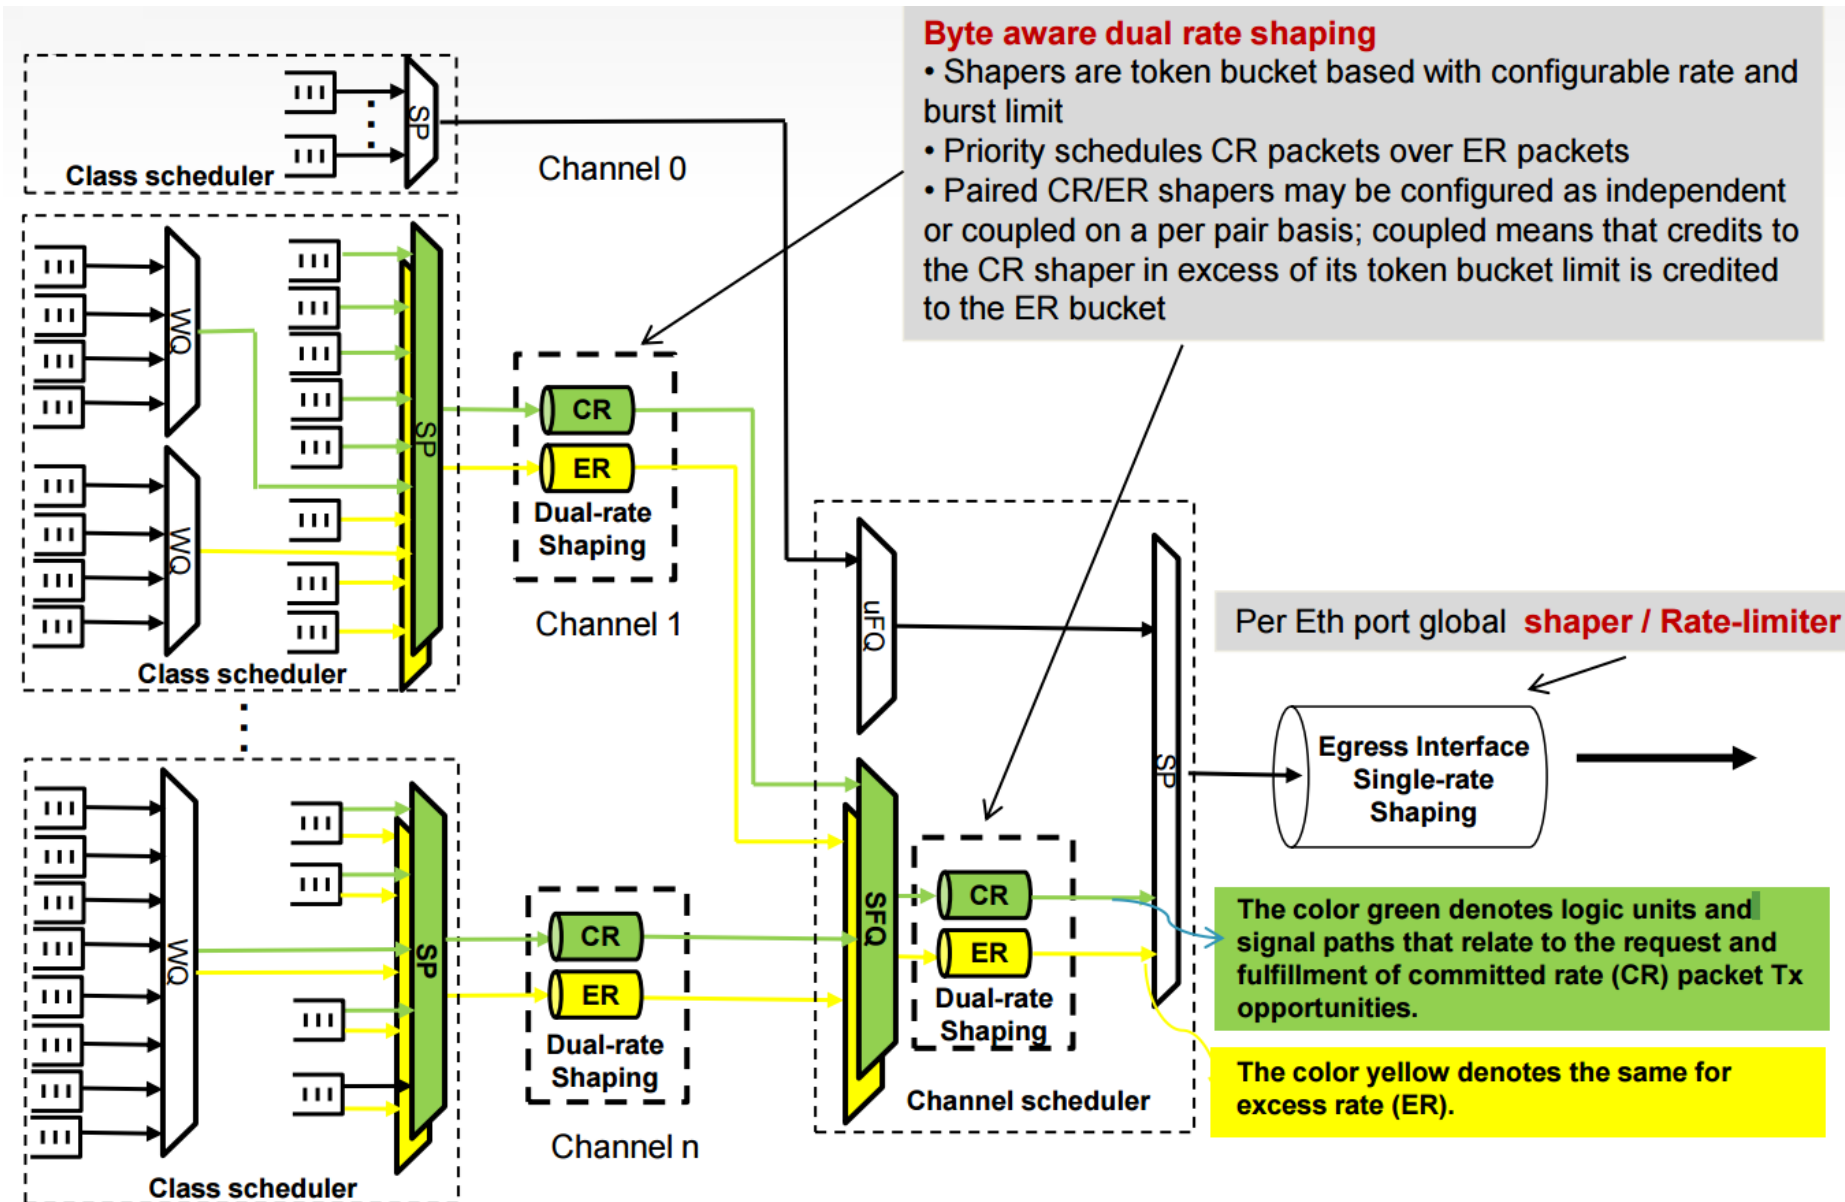 Byte aware dual rate shaping
• Shapers are token bucket based with configurable rate and
burst limit
• Priority schedules CR packets over ER packets
• Paired CR/ER shapers may be configured as independent
or coupled on a per pair basis; coupled means that credits to
the CR shaper in excess of its token bucket limit is credited
to the ER bucket
SP
Class scheduler
Channel 0
WQ
WQ
SP
Class scheduler
CR
ER
Dual-rate
Shaping
Channel 1
WQ
SP
Class scheduler
CR
ER
Dual-rate
Shaping
Channel n
uFQ
SFQ
CR
ER
Dual-rate
Shaping
SP
Channel scheduler
Per Eth port global shaper / Rate-limiter
Egress Interface
Single-rate
Shaping
The color green denotes logic units and
signal paths that relate to the request and
fulfillment of committed rate (CR) packet Tx
opportunities.
The color yellow denotes the same for
excess rate (ER).